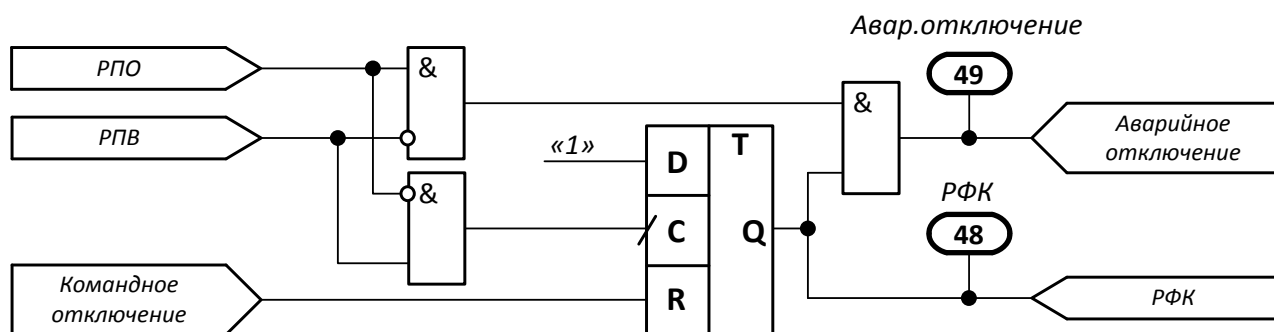 Авар.отключение
РПО
&
49
&
РПВ
Аварийное
отключение
«1»
D
T
&
РФК
C
Q
48
Командное
отключение
R
РФК